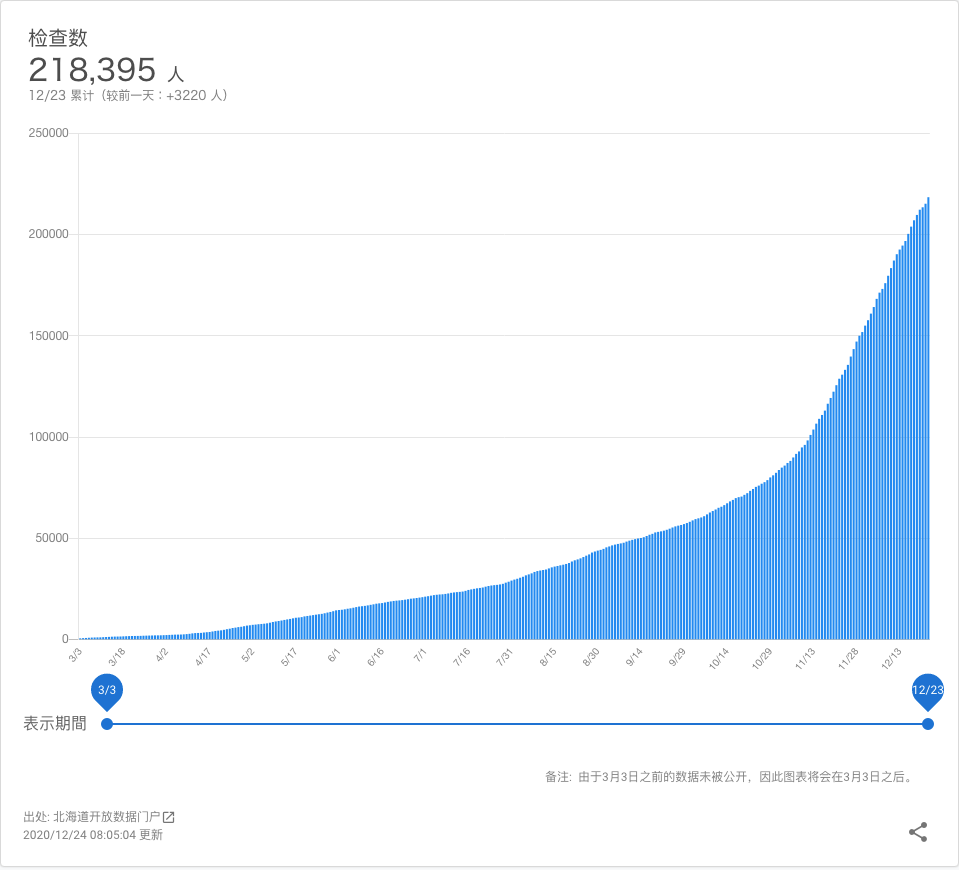 检查数
218,395 人
12/23 累计（较前一天：+3220 人）
250000
200000
150000
100000
50000
0
3/3 3/18 4/2 4/17 5/2 5/17 6/1 6/16 7/1 7/16 7/31 8/15 8/30 9/14 9/29 10/14 10/29 11/13 11/28 12/13
3/3 12/23
表示期間
备注: 由于3月3日之前的数据未被公开，因此图表将会在3月3日之后。
出处: 北海道开放数据门户
2020/12/24 08:05:04 更新